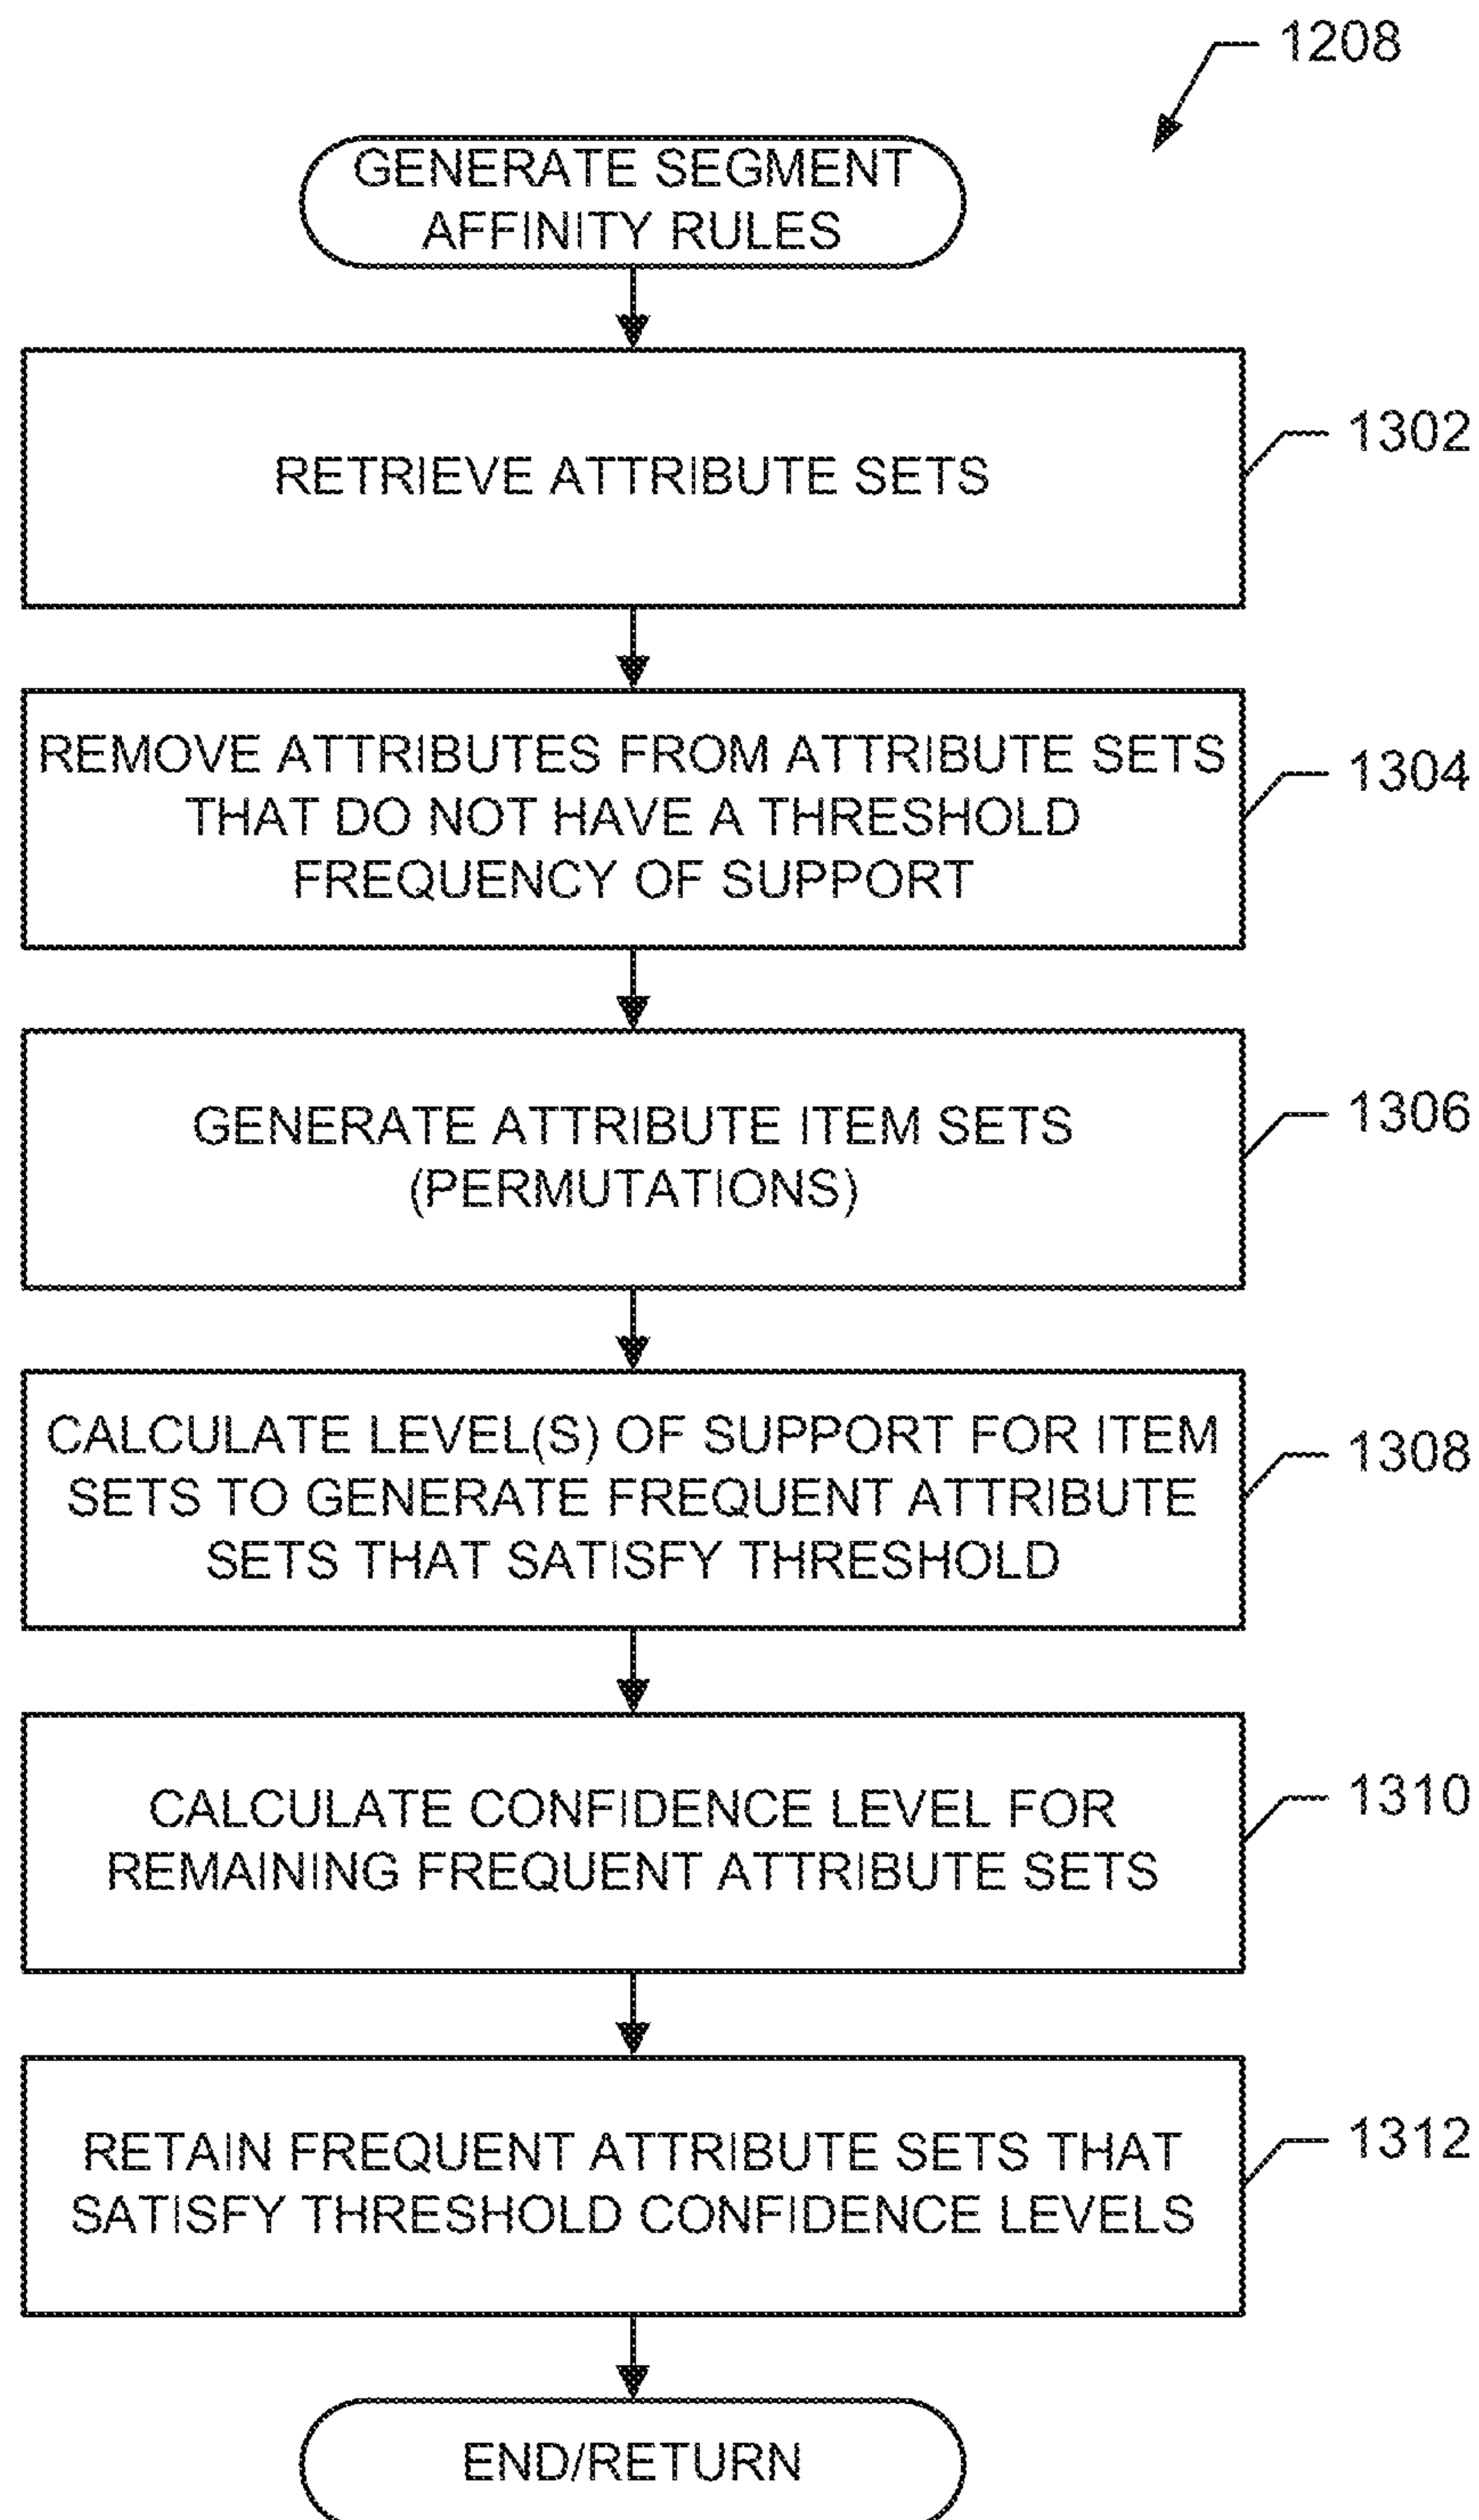 1208
GENERATE SEGMENT
AFFINITY RULES
RETRIEVE ATTRIBUTE SETS
1302
REMOVE ATTRIBUTES FROM ATTRIBUTE SETS
THAT DO NOT HAVE A THRESHOLD
FREQUENCY OF SUPPORT
1304
GENERATE ATTRIBUTE ITEM SETS
(PERMUTATIONS)
1306
CALCULATE LEVEL(S) OF SUPPORT FOR ITEM
SETS TO GENERATE FREQUENT ATTRIBUTE
SETS THAT SATISFY THRESHOLD
1308
CALCULATE CONFIDENCE LEVEL FOR
REMAINING FREQUENT ATTRIBUTE SETS
1310
RETAIN FREQUENT ATTRIBUTE SETS THAT
SATISFY THRESHOLD CONFIDENCE LEVELS
1312
END/RETURN